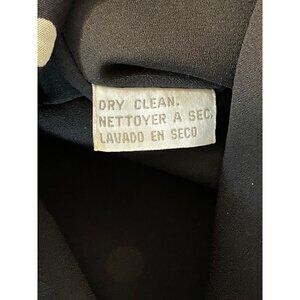 DRY CLEAN.
NETTOYER A SEC.
LAVADO EN SECO